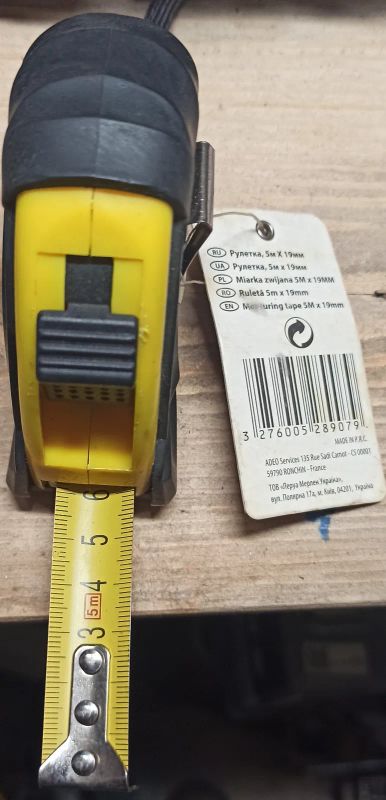 RU Рулетка, 5м X 19мм
UA Рулетка, 5м x 19мм
PL Miarka zwijana 5M x 19MM
RO Ruletă 5m x 19mm
EN Measuring tape 5M x 19mm
3 276005 289079
MADE IN P.R.C.
ADEO Services 135 Rue Sadi Carnot - CS 00001
59790 RONCHIN - France
ТОВ «Леруа Мерлен Україна»,
вул. Полярна 17а, м. Київ, 04201, Україна
6
5
4
5m
3